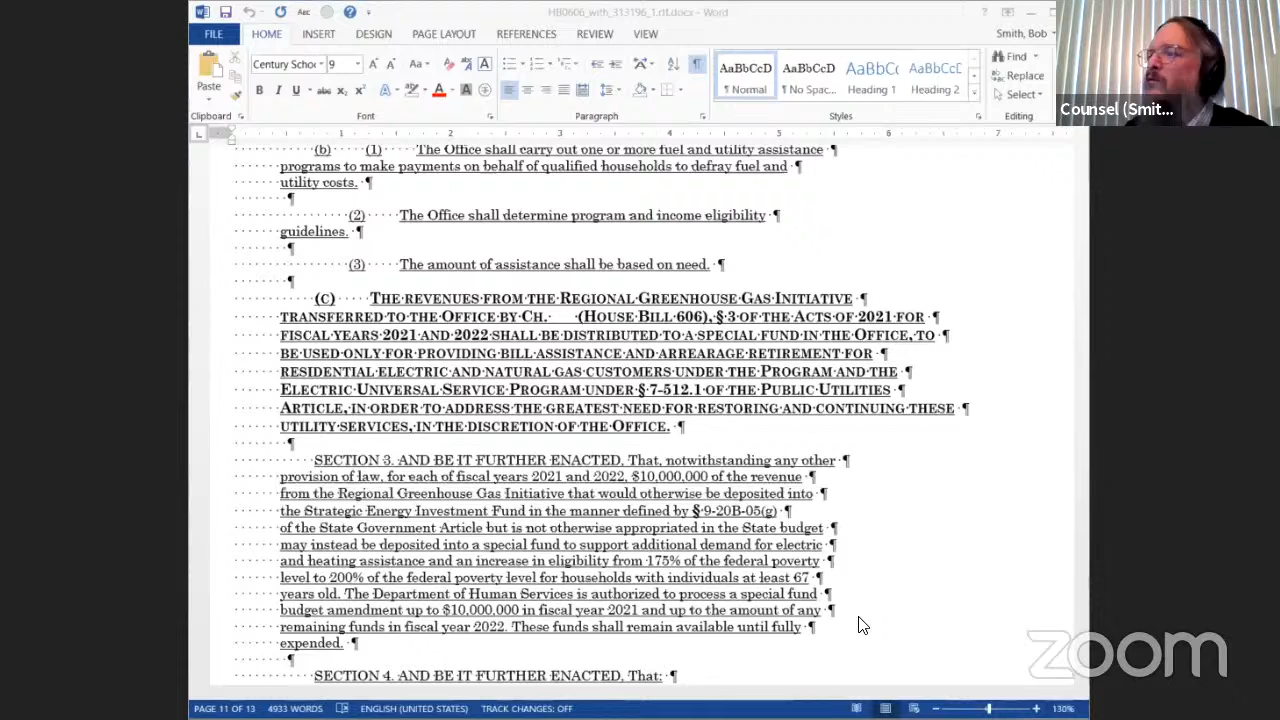 HB0606_with_313196_1.rtf.docx - Word
FILE HOME INSERT DESIGN PAGE LAYOUT REFERENCES REVIEW VIEW Smith, Bob
Paste
Century Schoo 9
AaBbCcD AaBbCcD AaBbCc AaBbCcD
¶ Normal ¶ No Spac... Heading 1 Heading 2
Find
Replace
Select
Clipboard Font Paragraph Styles Editing
Counsel (Smit...
1 2 3 4 5 6 7
(b) (1) The Office shall carry out one or more fuel and utility assistance ¶
programs to make payments on behalf of qualified households to defray fuel and ¶
utility costs. ¶
¶
(2) The Office shall determine program and income eligibility ¶
guidelines. ¶
¶
(3) The amount of assistance shall be based on need. ¶
¶
(C) THE REVENUES FROM THE REGIONAL GREENHOUSE GAS INITIATIVE ¶
TRANSFERRED TO THE OFFICE BY CH. (HOUSE BILL 606), § 3 OF THE ACTS OF 2021 FOR ¶
FISCAL YEARS 2021 AND 2022 SHALL BE DISTRIBUTED TO A SPECIAL FUND IN THE OFFICE, TO ¶
BE USED ONLY FOR PROVIDING BILL ASSISTANCE AND ARREARAGE RETIREMENT FOR ¶
RESIDENTIAL ELECTRIC AND NATURAL GAS CUSTOMERS UNDER THE PROGRAM AND THE ¶
ELECTRIC UNIVERSAL SERVICE PROGRAM UNDER § 7-512.1 OF THE PUBLIC UTILITIES ¶
ARTICLE, IN ORDER TO ADDRESS THE GREATEST NEED FOR RESTORING AND CONTINUING THESE ¶
UTILITY SERVICES, IN THE DISCRETION OF THE OFFICE. ¶
¶
SECTION 3. AND BE IT FURTHER ENACTED, That, notwithstanding any other ¶
provision of law, for each of fiscal years 2021 and 2022, $10,000,000 of the revenue ¶
from the Regional Greenhouse Gas Initiative that would otherwise be deposited into ¶
the Strategic Energy Investment Fund in the manner defined by § 9-20B-05(g) ¶
of the State Government Article but is not otherwise appropriated in the State budget ¶
may instead be deposited into a special fund to support additional demand for electric ¶
and heating assistance and an increase in eligibility from 175% of the federal poverty ¶
level to 200% of the federal poverty level for households with individuals at least 67 ¶
years old. The Department of Human Services is authorized to process a special fund ¶
budget amendment up to $10,000,000 in fiscal year 2021 and up to the amount of any ¶
remaining funds in fiscal year 2022. These funds shall remain available until fully ¶
expended. ¶
¶
SECTION 4. AND BE IT FURTHER ENACTED, That: ¶
zoom
PAGE 11 OF 13 4933 WORDS ENGLISH (UNITED STATES) TRACK CHANGES: OFF 130%